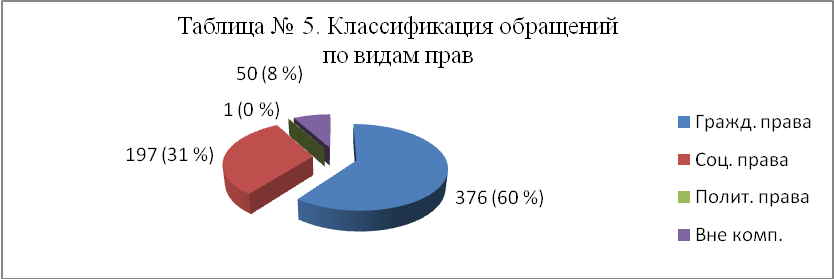 Таблица № 5. Классификация обращений
по видам прав
50 (8 %)
1 (0 %)
197 (31 %)
376 (60 %)
Гражд. права
Соц. права
Полит. права
Вне комп.